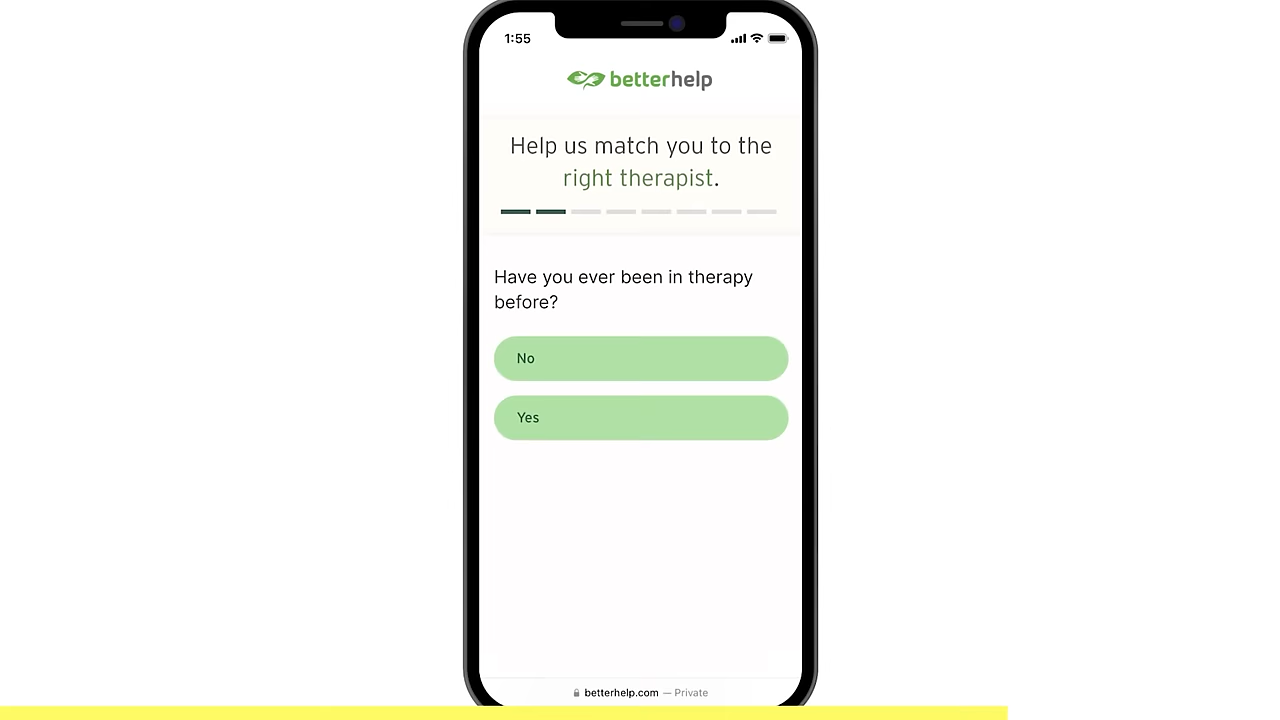 1:55
betterhelp
Help us match you to the
right therapist.
Have you ever been in therapy
before?
No
Yes
betterhelp.com — Private